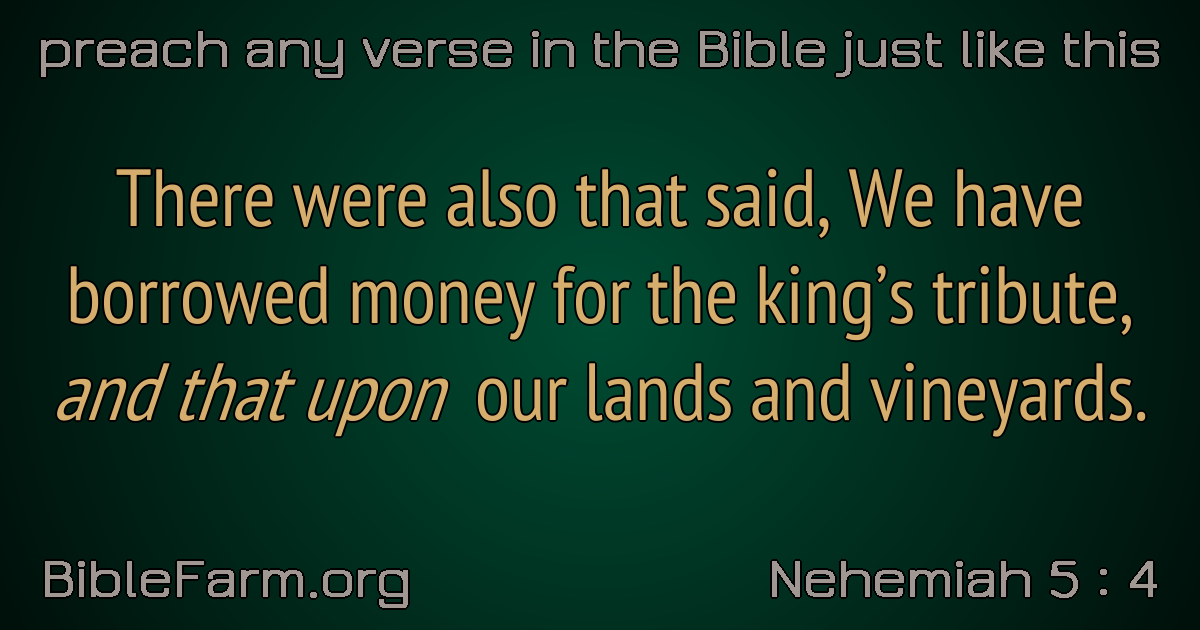 preach any verse in the Bible just like this
There were also that said, We have
borrowed money for the king’s tribute,
and that upon our lands and vineyards.
BibleFarm.org
Nehemiah 5 : 4